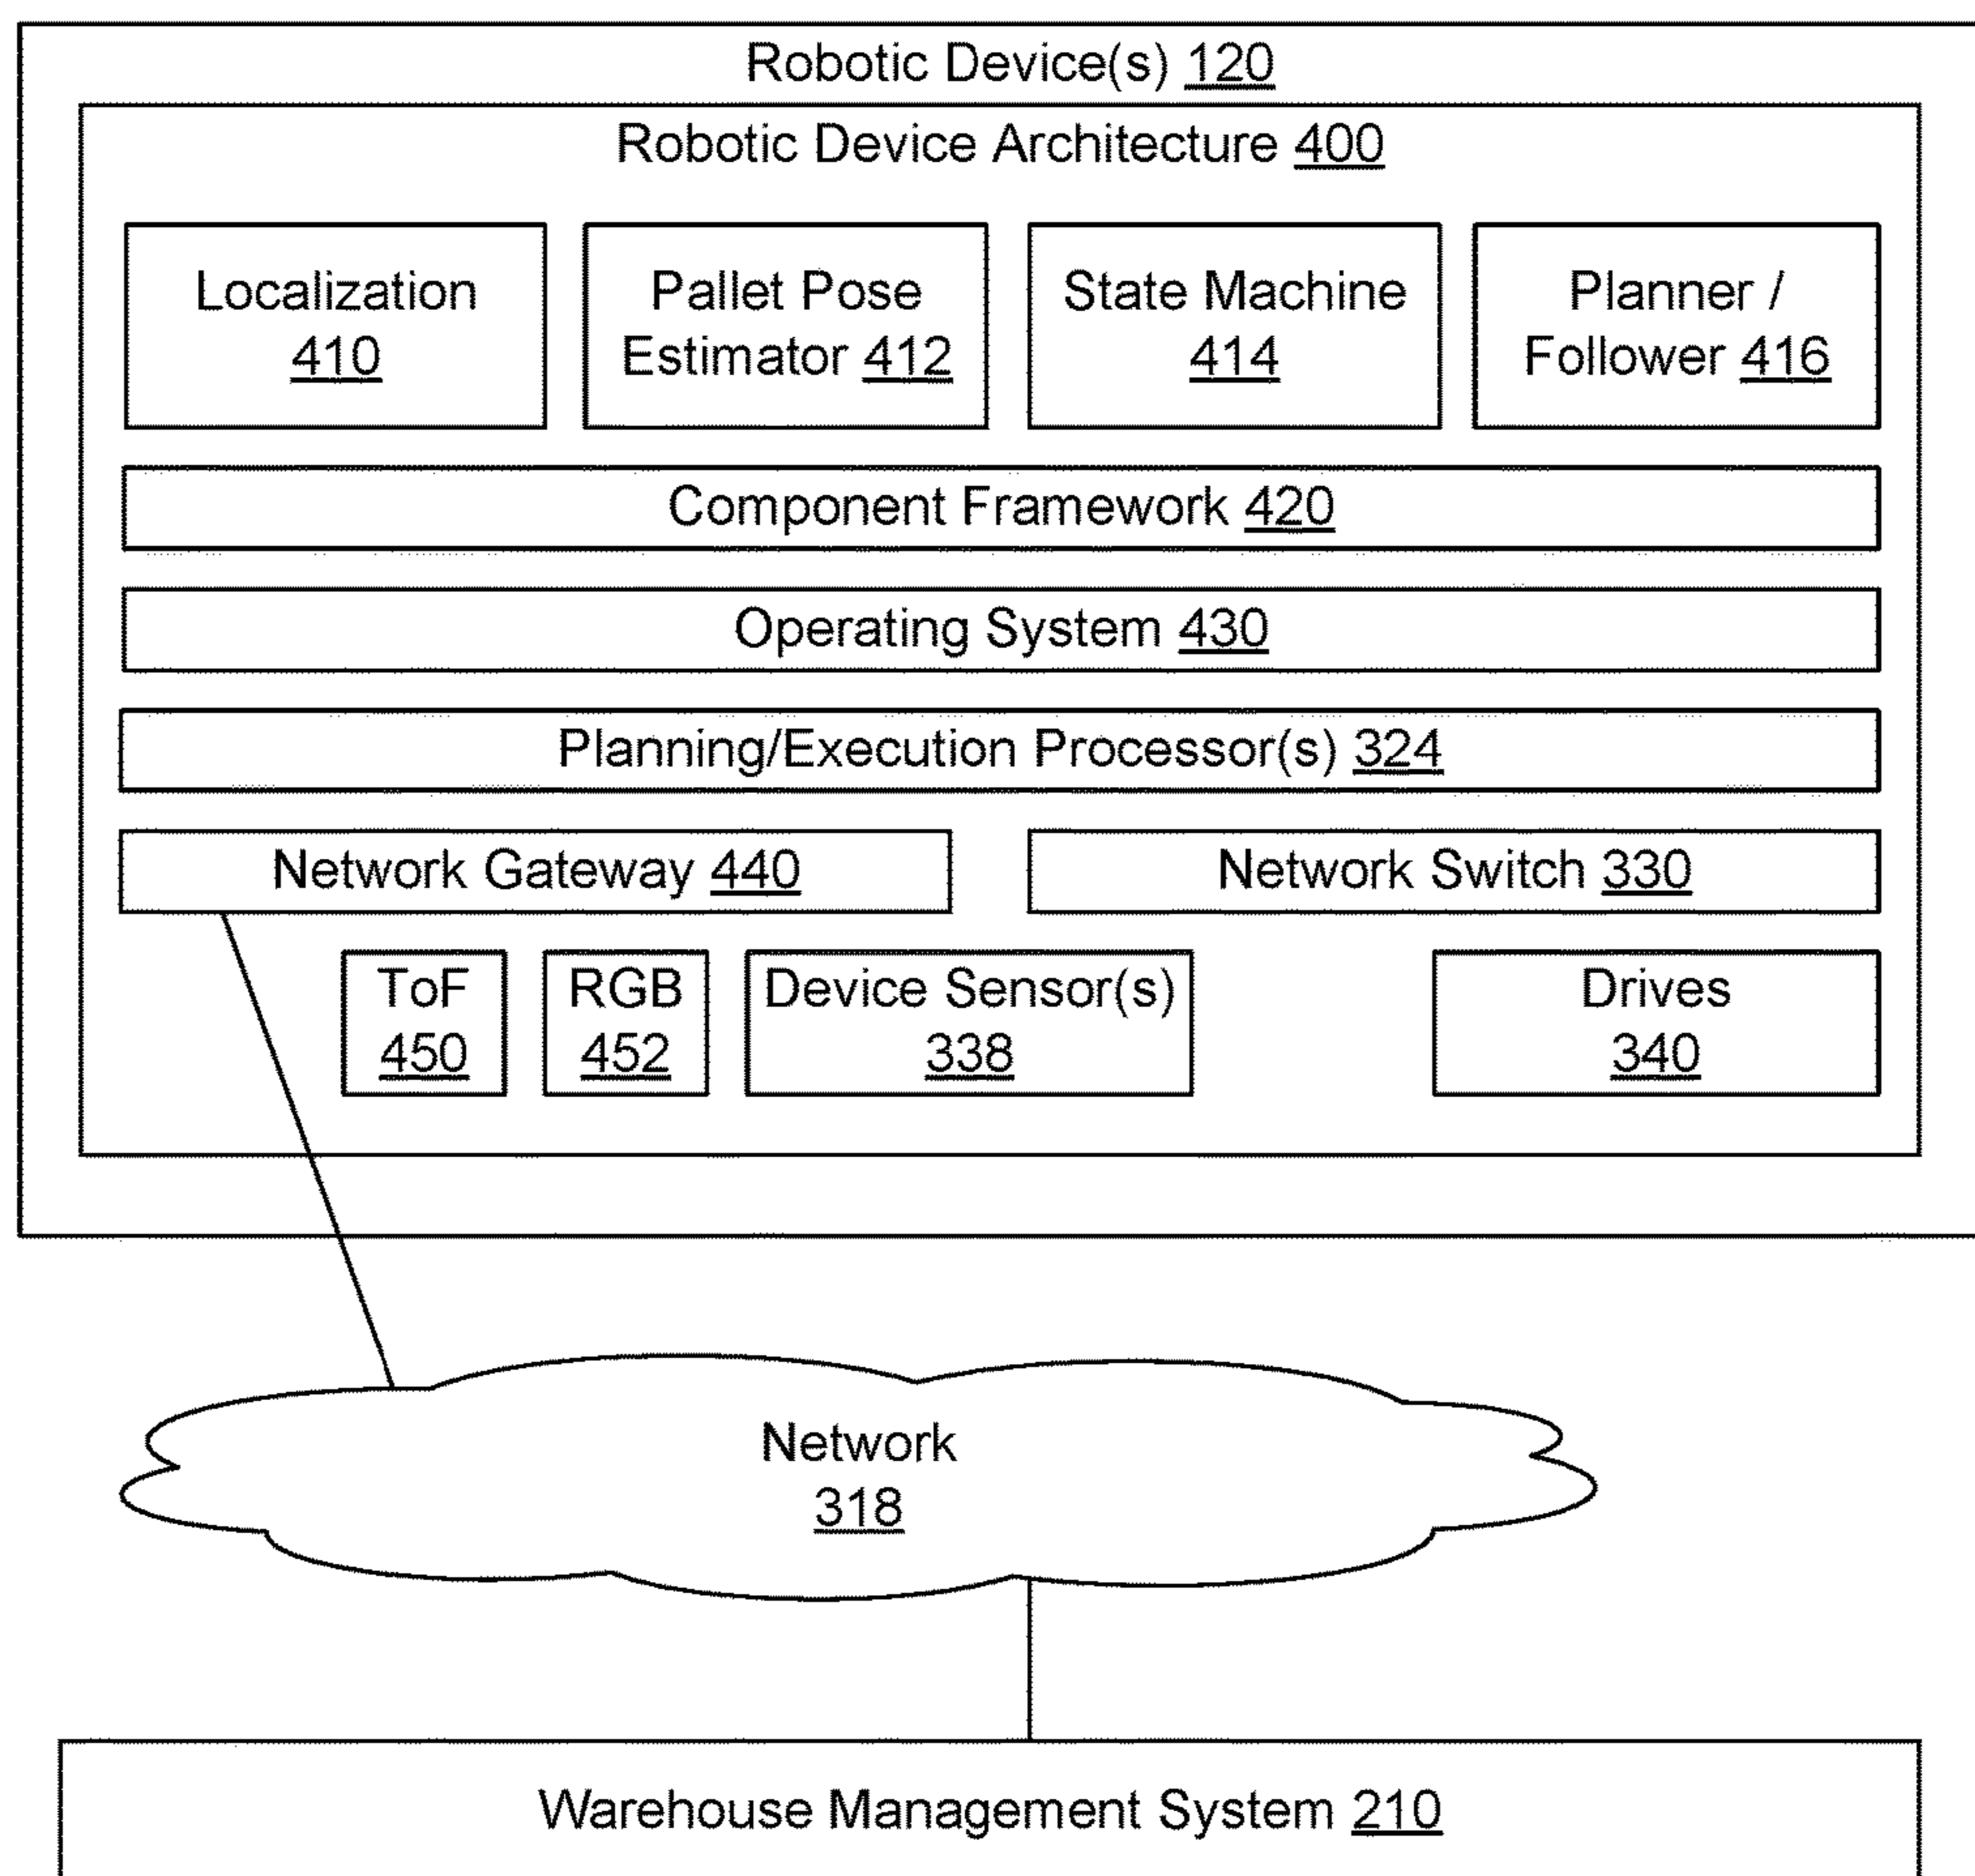 Robotic Device(s) 120
Robotic Device Architecture 400
Localization
410
Pallet Pose
Estimator 412
State Machine
414
Planner /
Follower 416
Component Framework 420
Operating System 430
Planning/Execution Processor(s) 324
Network Gateway 440
Network Switch 330
ToF
450
RGB
452
Device Sensor(s)
338
Drives
340
Network
318
Warehouse Management System 210